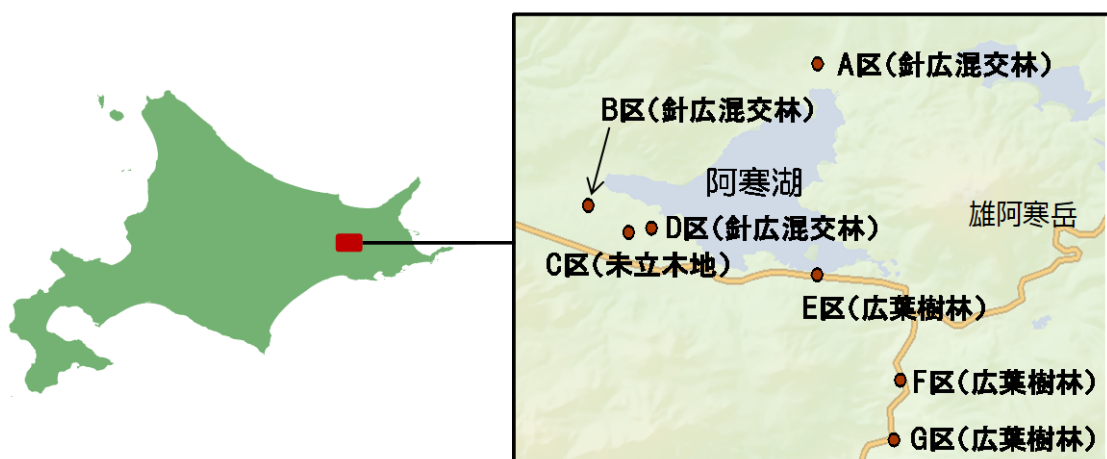 A区(針広混交林)
B区(針広混交林)
阿寒湖
雄阿寒岳
D区(針広混交林)
C区(未立木地)
E区(広葉樹林)
F区(広葉樹林)
G区(広葉樹林)